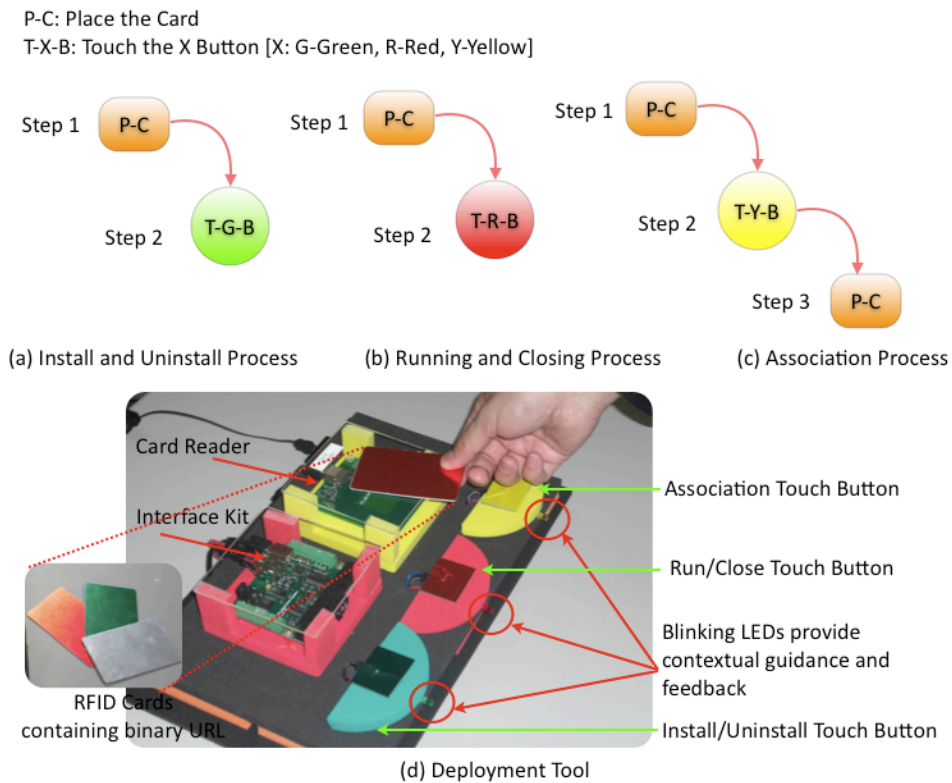 P-C: Place the Card
T-X-B: Touch the X Button [X: G-Green, R-Red, Y-Yellow]
Step 1
P-C
Step 2
T-G-B
(a) Install and Uninstall Process
Step 1
P-C
Step 2
T-R-B
(b) Running and Closing Process
Step 1
P-C
Step 2
T-Y-B
Step 3
P-C
(c) Association Process
Card Reader
Interface Kit
RFID Cards
containing binary URL
Association Touch Button
Run/Close Touch Button
Blinking LEDs provide
contextual guidance and
feedback
Install/Uninstall Touch Button
(d) Deployment Tool